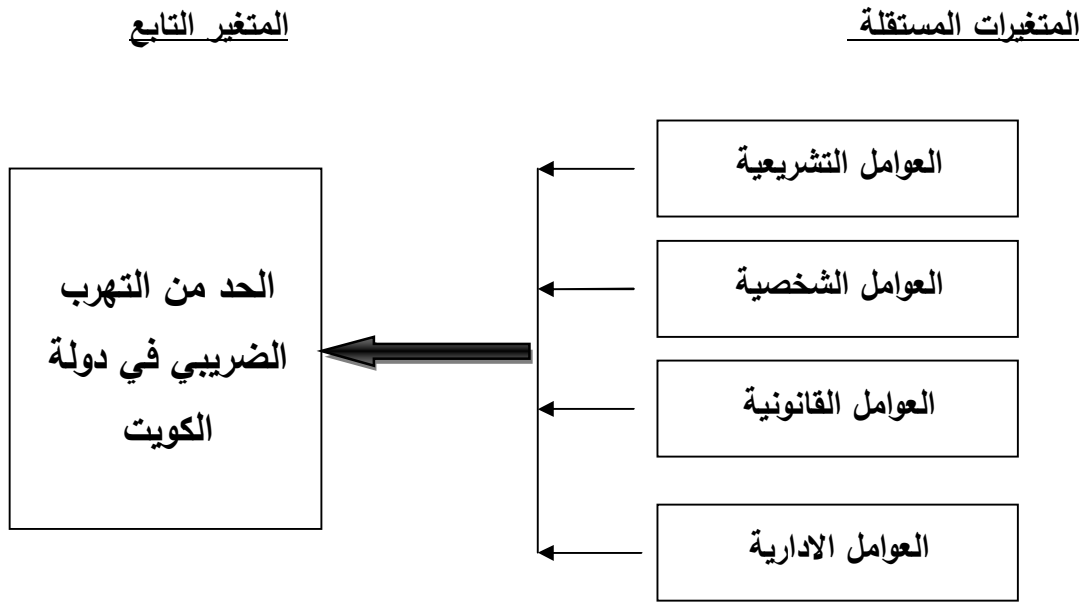 المتغيرات المستقلة
المتغير التابع
العوامل التشريعية
العوامل الشخصية
العوامل القانونية
العوامل الادارية
الحد من التهرب
الضريبي في دولة
الكويت